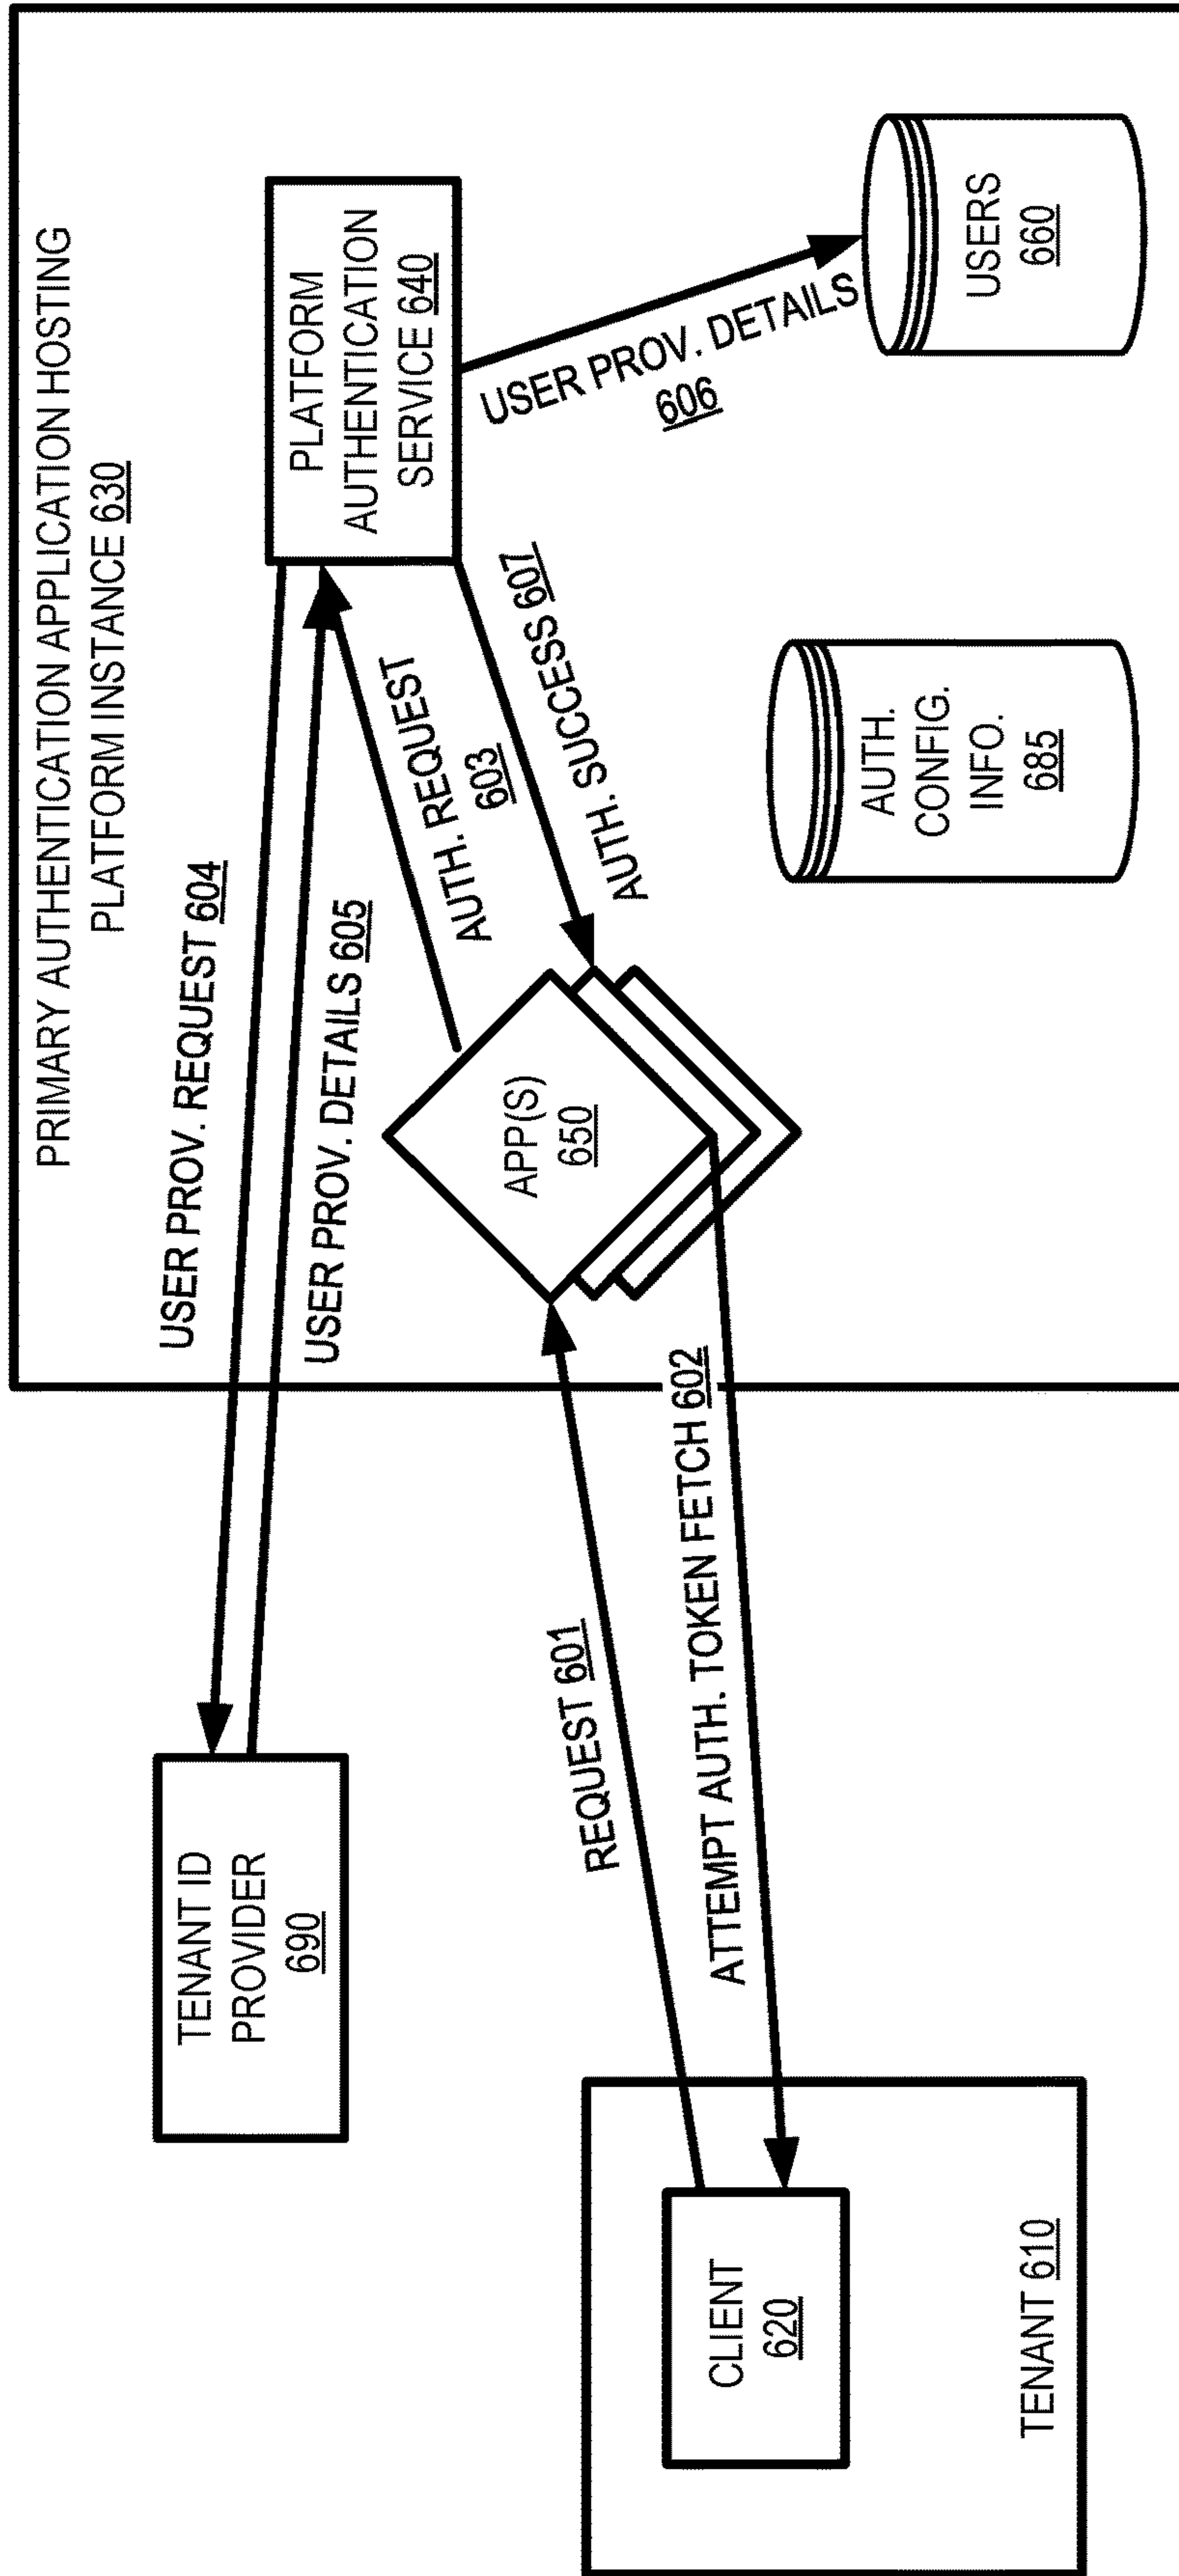 PRIMARY AUTHENTICATION APPLICATION HOSTING
PLATFORM INSTANCE 630
TENANT ID
PROVIDER
690
USER PROV. REQUEST 604
USER PROV. DETAILS 605
PLATFORM
AUTHENTICATION
SERVICE 640
AUTH. REQUEST
603
AUTH. SUCCESS 607
USER PROV. DETAILS
606
APP(S)
650
REQUEST 601
ATTEMPT AUTH. TOKEN FETCH 602
CLIENT
620
TENANT 610
AUTH.
CONFIG.
INFO.
685
USERS
660